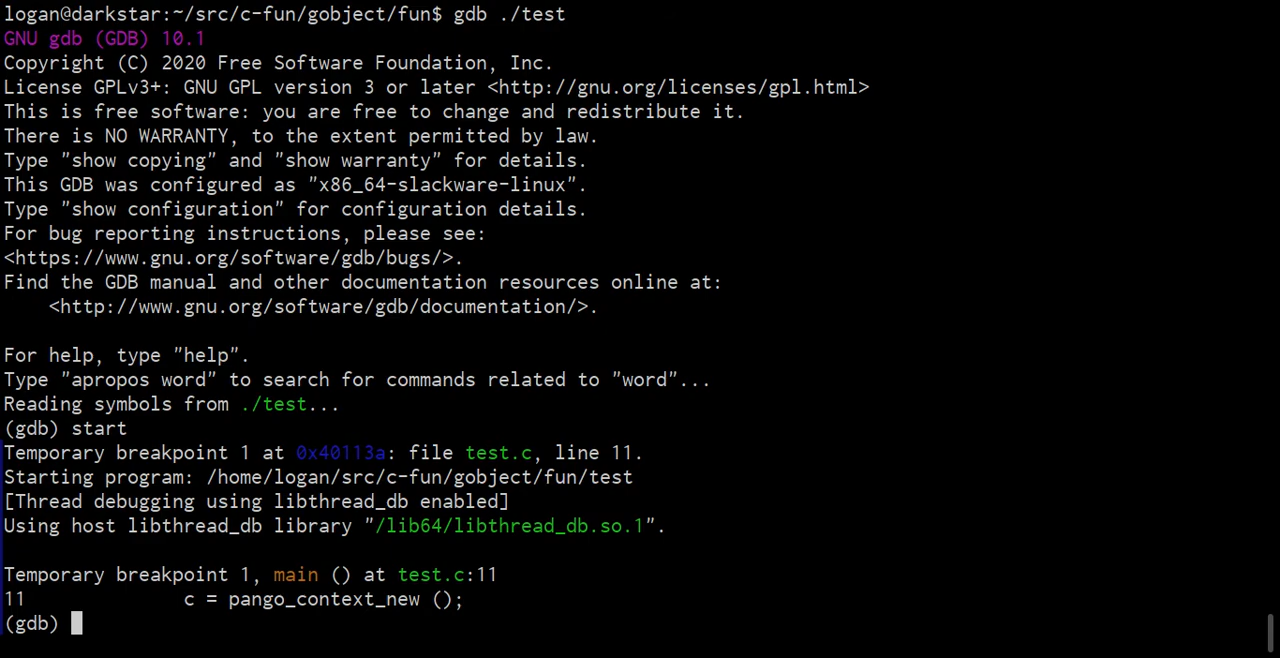 logan@darkstar:~/src/c-fun/gobject/fun$ gdb ./test
GNU gdb (GDB) 10.1
Copyright (C) 2020 Free Software Foundation, Inc.
License GPLv3+: GNU GPL version 3 or later <http://gnu.org/licenses/gpl.html>
This is free software: you are free to change and redistribute it.
There is NO WARRANTY, to the extent permitted by law.
Type "show copying" and "show warranty" for details.
This GDB was configured as "x86_64-slackware-linux".
Type "show configuration" for configuration details.
For bug reporting instructions, please see:
<https://www.gnu.org/software/gdb/bugs/>.
Find the GDB manual and other documentation resources online at:
    <http://www.gnu.org/software/gdb/documentation/>.

For help, type "help".
Type "apropos word" to search for commands related to "word"...
Reading symbols from ./test...
(gdb) start
Temporary breakpoint 1 at 0x40113a: file test.c, line 11.
Starting program: /home/logan/src/c-fun/gobject/fun/test
[Thread debugging using libthread_db enabled]
Using host libthread_db library "/lib64/libthread_db.so.1".

Temporary breakpoint 1, main () at test.c:11
11              c = pango_context_new ();
(gdb)